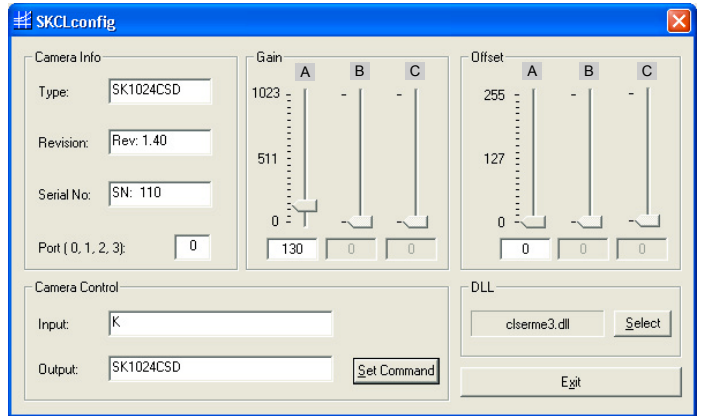 SKCLconfig
Camera Info
Type: SK1024CSD
Revision: Rev: 1.40
Serial No: SN: 110
Port ( 0, 1, 2, 3): 0
Gain
A B C
1023
511
0
130 0 0
Offset
A B C
255
127
0
0 0 0
Camera Control
Input: K
Output: SK1024CSD
Set Command
DLL
clserme3.dll Select
Exit